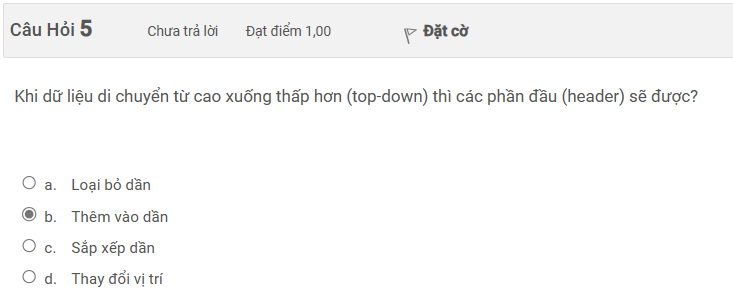 Câu Hỏi 5 Chưa trả lời Đạt điểm 1,00 Đặt cờ
Khi dữ liệu di chuyển từ cao xuống thấp hơn (top-down) thì các phần đầu (header) sẽ được?
a. Loại bỏ dần
b. Thêm vào dần
c. Sắp xếp dần
d. Thay đổi vị trí